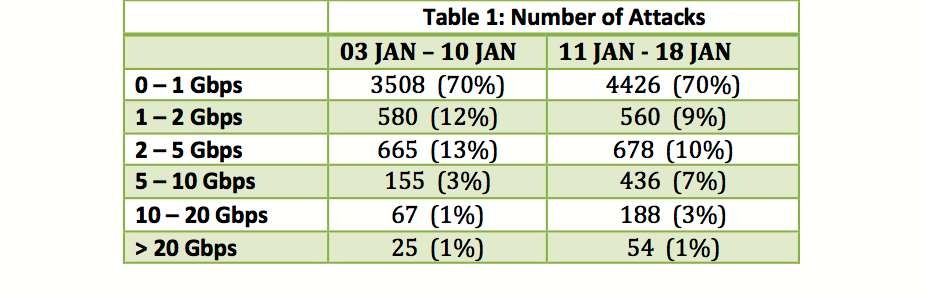 Table 1: Number of Attacks
03 JAN – 10 JAN 11 JAN - 18 JAN
0 – 1 Gbps 3508 (70%) 4426 (70%)
1 – 2 Gbps 580 (12%) 560 (9%)
2 – 5 Gbps 665 (13%) 678 (10%)
5 – 10 Gbps 155 (3%) 436 (7%)
10 – 20 Gbps 67 (1%) 188 (3%)
> 20 Gbps 25 (1%) 54 (1%)